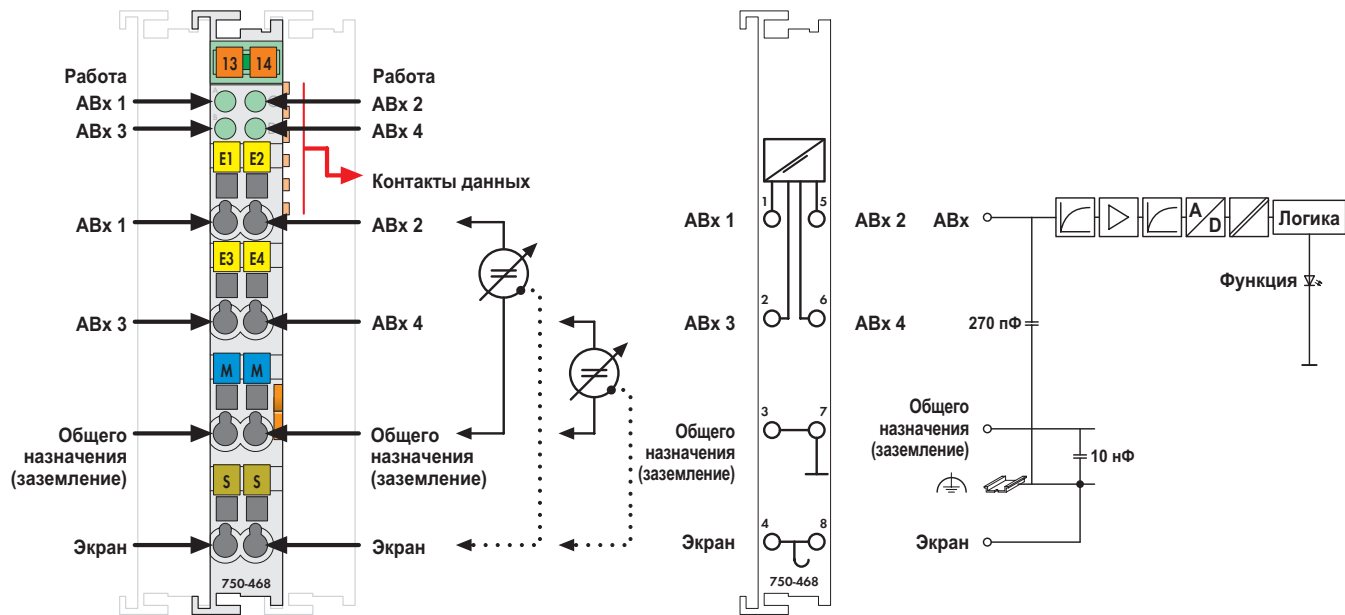 13 14
Работа
Работа
A C
АВх 1
АВх 2
B D
АВх 3
АВх 4
E1 E2
Контакты данных
АВх 1
АВх 2
E3 E4
АВх 3
АВх 4
M M
Общего
назначения
(заземление)
Общего
назначения
(заземление)
S S
Экран
Экран
750-468
1 5
АВх 1
АВх 2
2 6
АВх 3
АВх 4
3 7
Общего
назначения
(заземление)
4 8
Экран
750-468
АВх
A
D
Логика
Функция
270 пФ
Общего
назначения
(заземление)
10 нФ
Экран